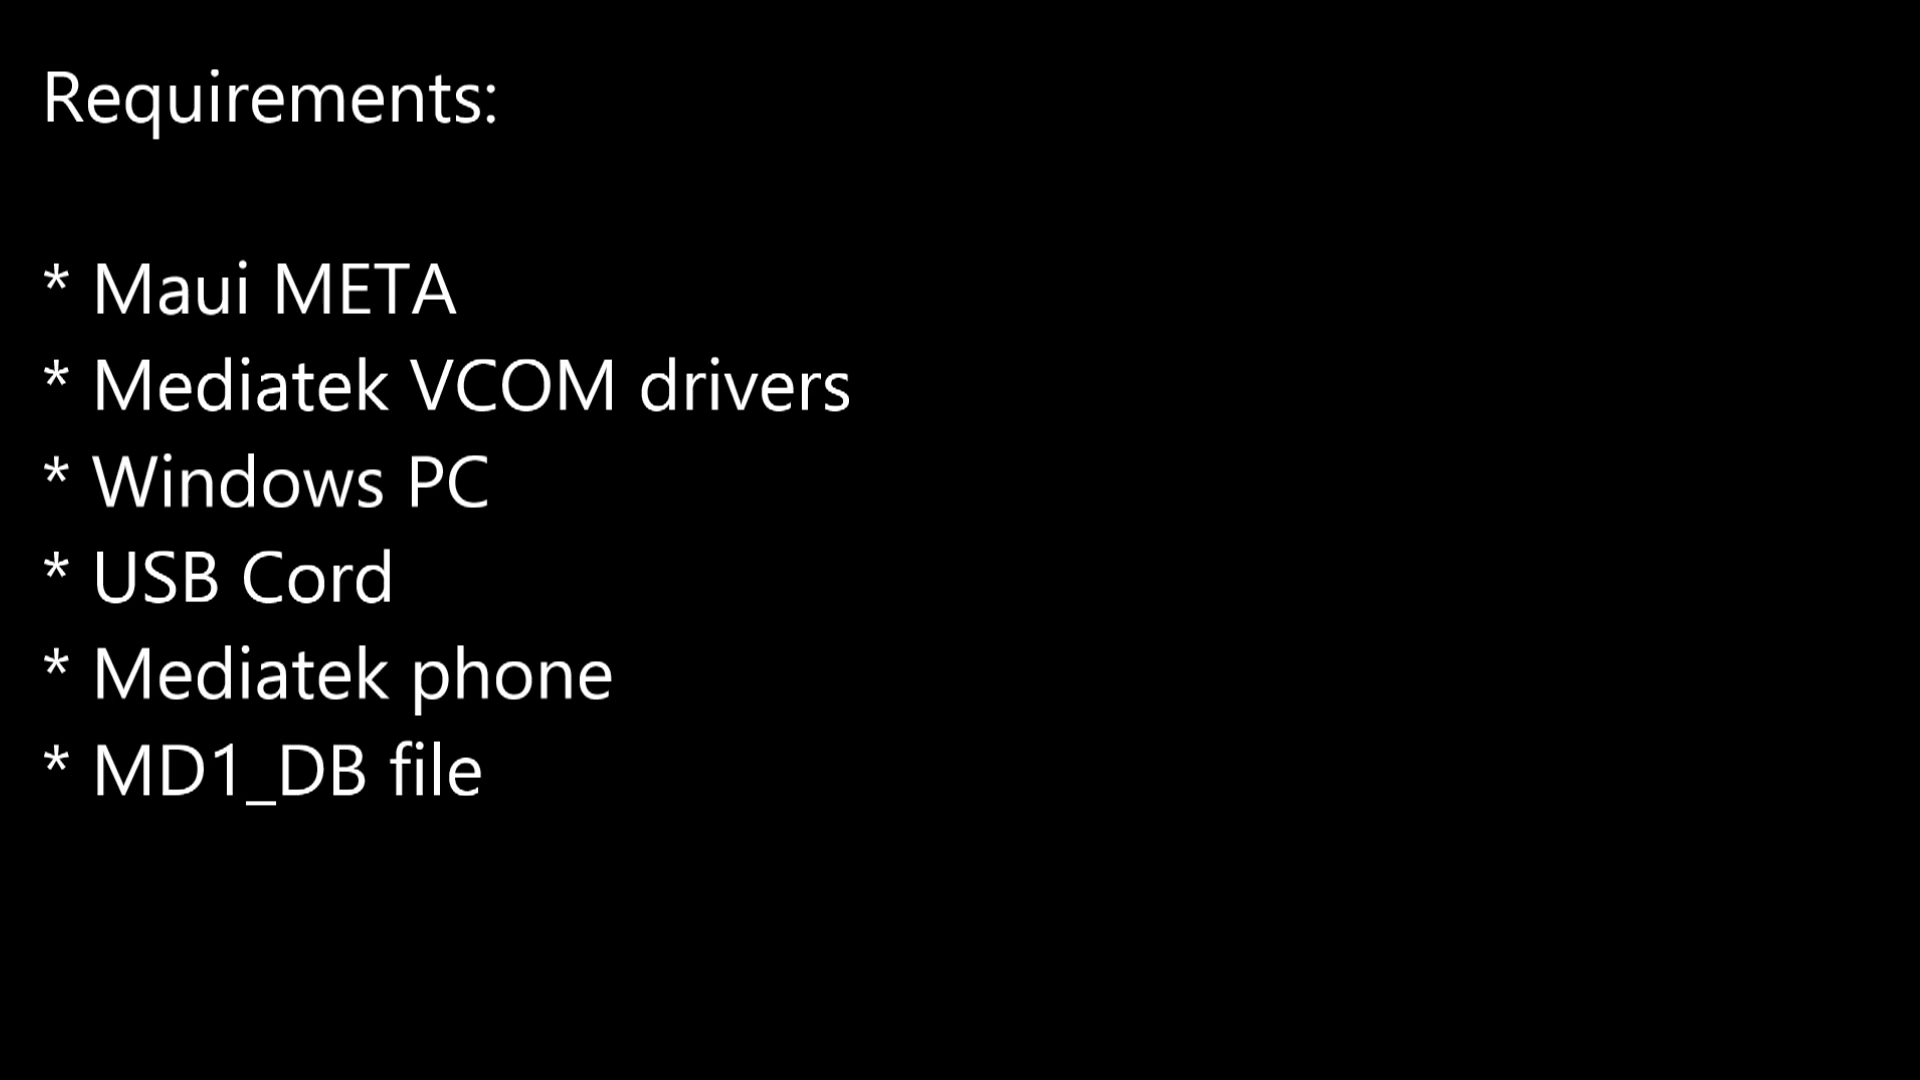 Requirements:
* Maui META
* Mediatek VCOM drivers
* Windows PC
* USB Cord
* Mediatek phone
* MD1_DB file